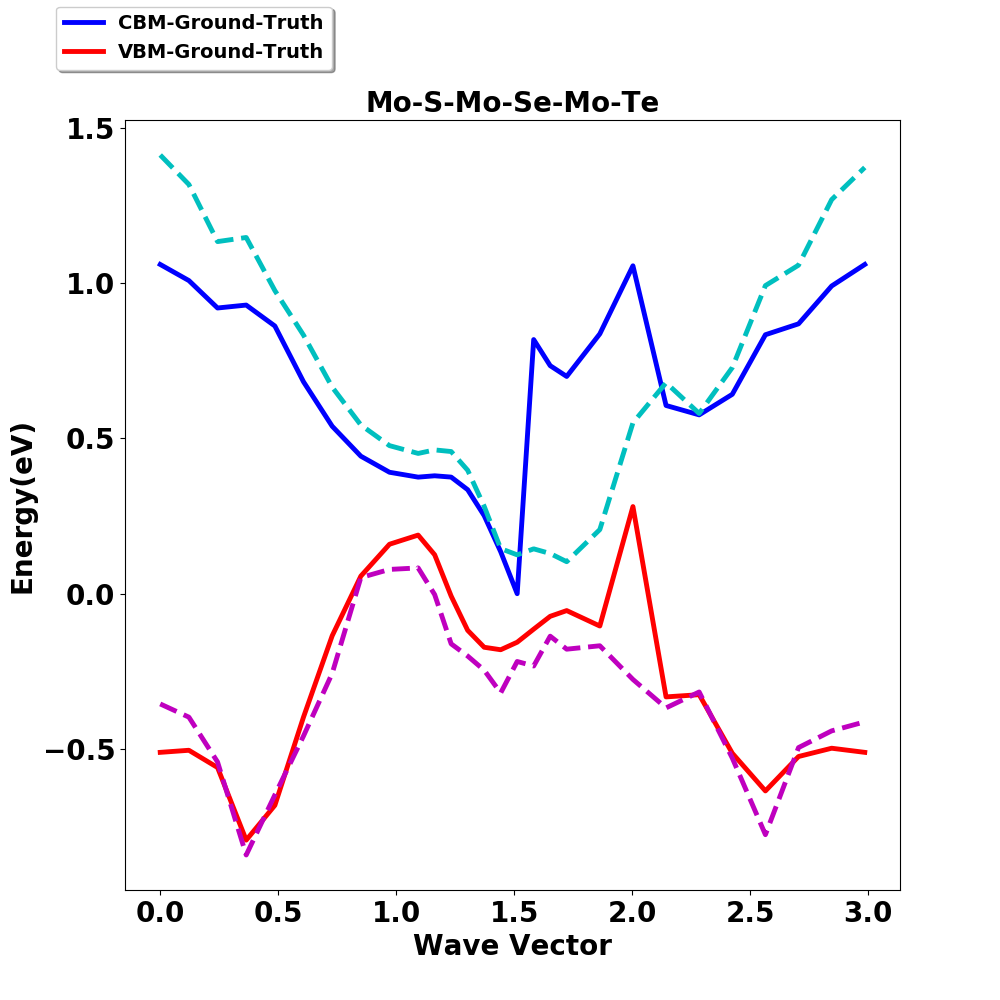 CBM-Ground-Truth
VBM-Ground-Truth
Mo-S-Mo-Se-Mo-Te
1.5
1.0
0.5
0.0
−0.5
Energy(eV)
0.0 0.5 1.0 1.5 2.0 2.5 3.0
Wave Vector